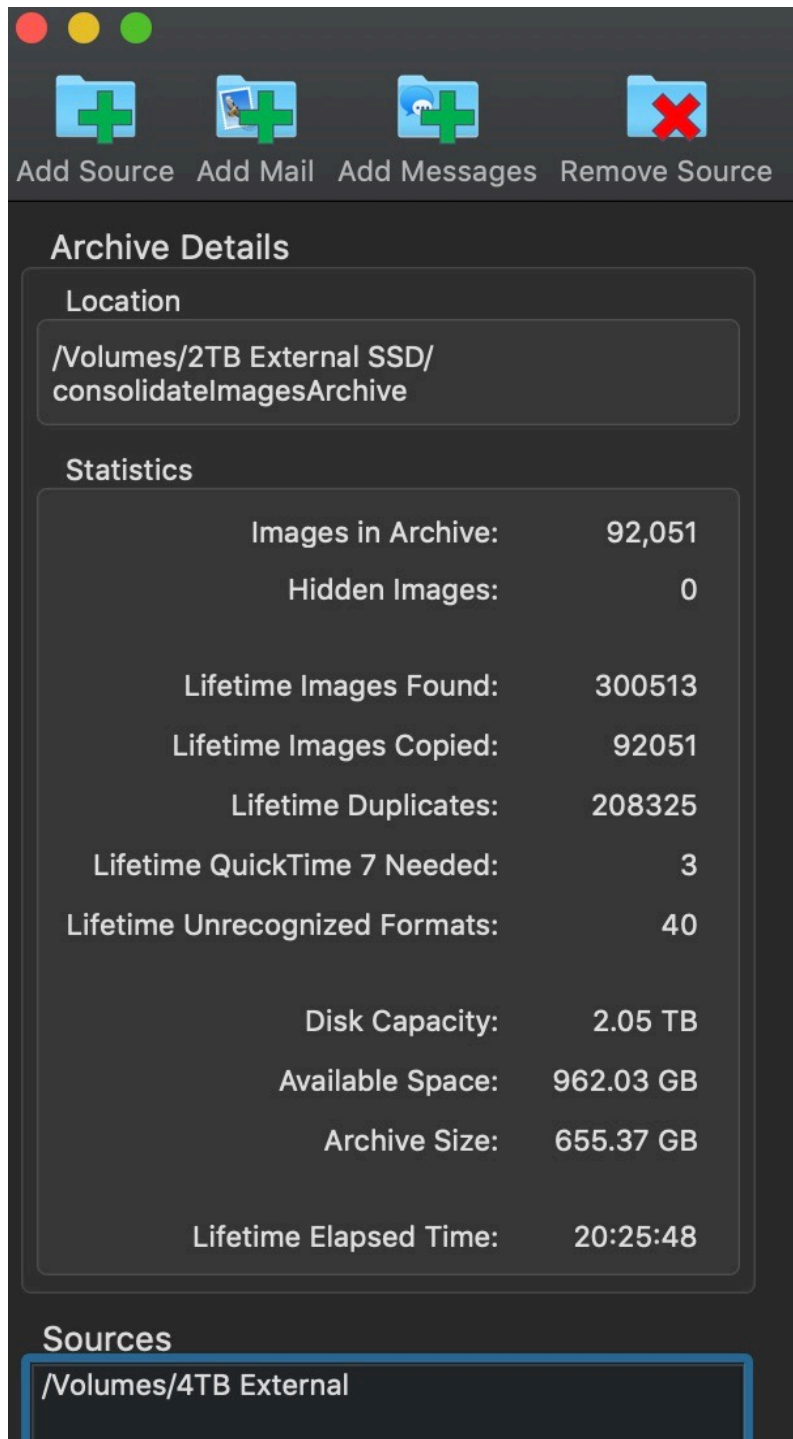 Add Source Add Mail Add Messages Remove Source
Archive Details
Location
/Volumes/2TB External SSD/
consolidateImagesArchive
Statistics
Images in Archive: 92,051
Hidden Images: 0
Lifetime Images Found: 300513
Lifetime Images Copied: 92051
Lifetime Duplicates: 208325
Lifetime QuickTime 7 Needed: 3
Lifetime Unrecognized Formats: 40
Disk Capacity: 2.05 TB
Available Space: 962.03 GB
Archive Size: 655.37 GB
Lifetime Elapsed Time: 20:25:48
Sources
/Volumes/4TB External